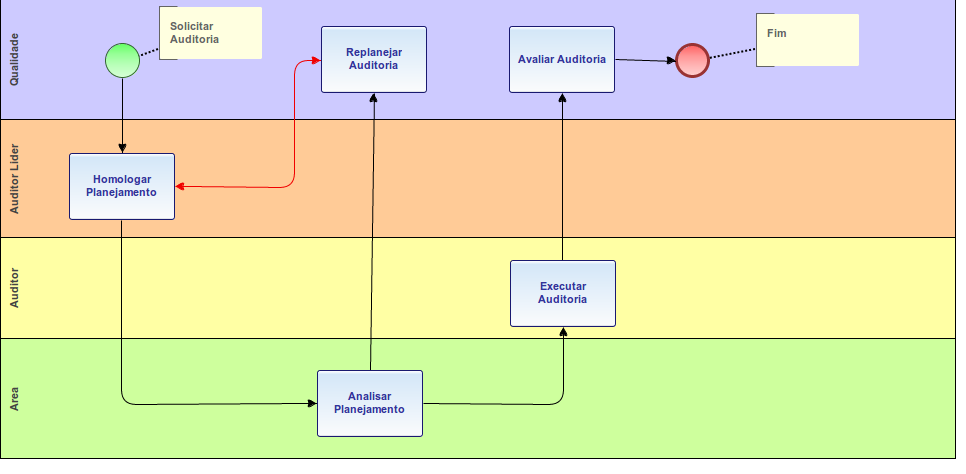 Qualidade
Solicitar
Auditoria
Replanejar
Auditoria
Avaliar Auditoria
Fim
Auditor Lider
Homologar
Planejamento
Auditor
Executar
Auditoria
Area
Analisar
Planejamento